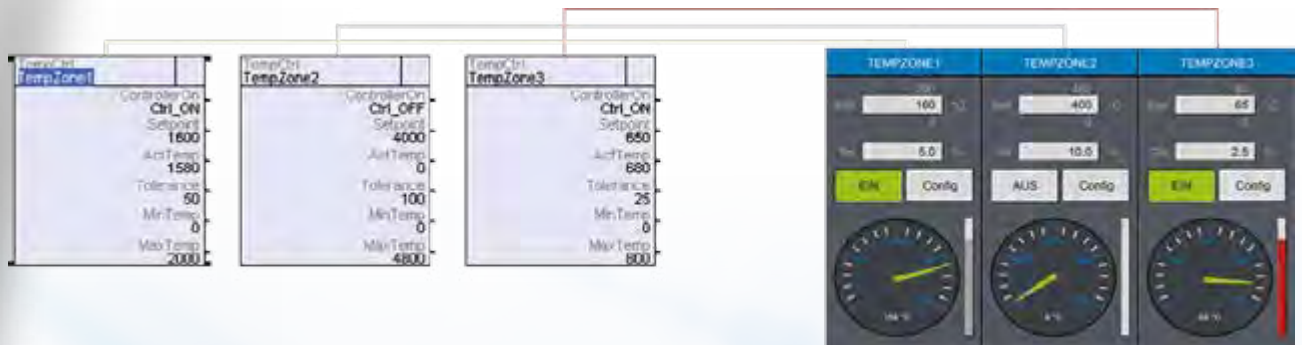 TempCtrl
TempZone1
ControllerOn
Ctrl_ON
Setpoint
1600
ActTemp
1580
Tolerance
50
MinTemp
0
MaxTemp
2000
TempCtrl
TempZone2
ControllerOn
Ctrl_OFF
Setpoint
4000
ActTemp
0
Tolerance
100
MinTemp
0
MaxTemp
4800
TempCtrl
TempZone3
ControllerOn
Ctrl_ON
Setpoint
650
ActTemp
680
Tolerance
25
MinTemp
0
MaxTemp
800
TEMPZONE1
160
5.0
EIN Config
TEMPZONE2
400
10.0
AUS Config
0 °C
TEMPZONE3
65
2.5
EIN Config